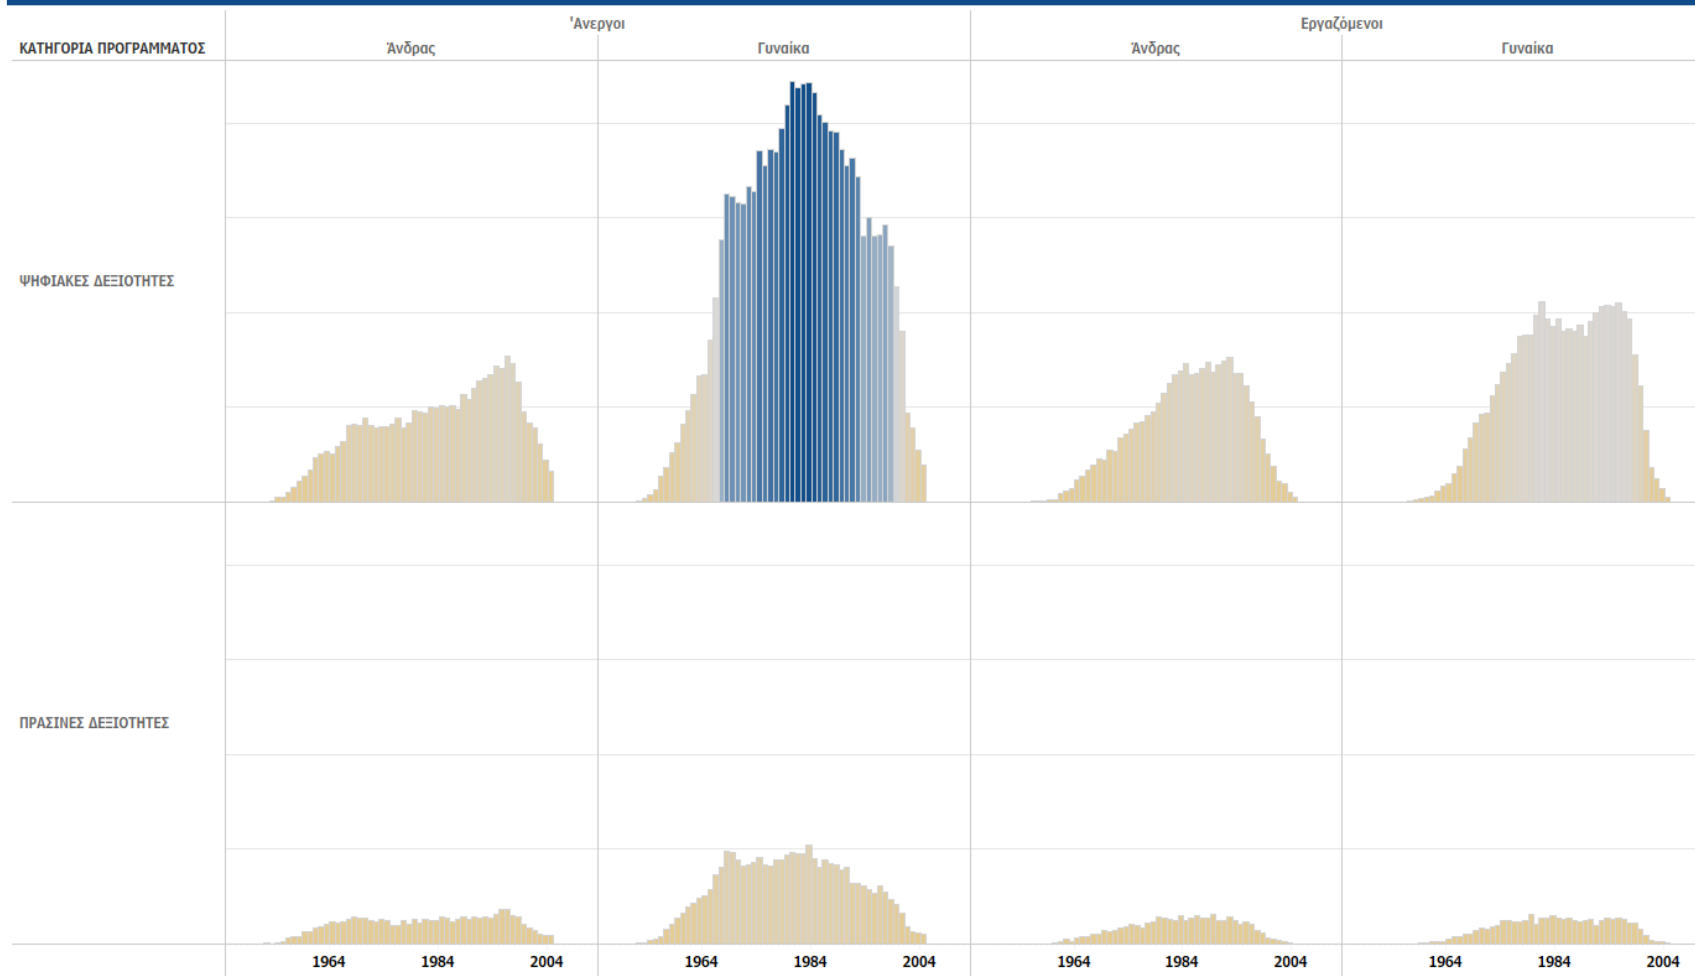 'Ανεργοι Εργαζόμενοι
ΚΑΤΗΓΟΡΙΑ ΠΡΟΓΡΑΜΜΑΤΟΣ Άνδρας Γυναίκα Άνδρας Γυναίκα
ΨΗΦΙΑΚΕΣ ΔΕΞΙΟΤΗΤΕΣ
ΠΡΑΣΙΝΕΣ ΔΕΞΙΟΤΗΤΕΣ
1964 1984 2004 1964 1984 2004 1964 1984 2004 1964 1984 2004